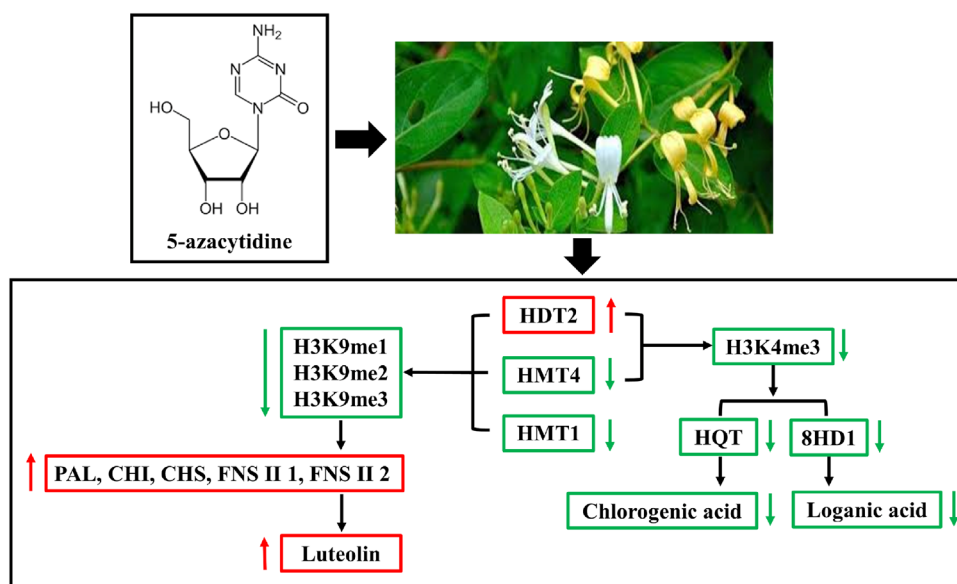 NH₂
N
N
N
O
HO
O
OH
OH
5-azacytidine
HDT2
H3K9me1
H3K9me2
H3K9me3
HMT4
H3K4me3
HMT1
HQT
8HD1
PAL, CHI, CHS, FNS II 1, FNS II 2
Chlorogenic acid
Loganic acid
Luteolin